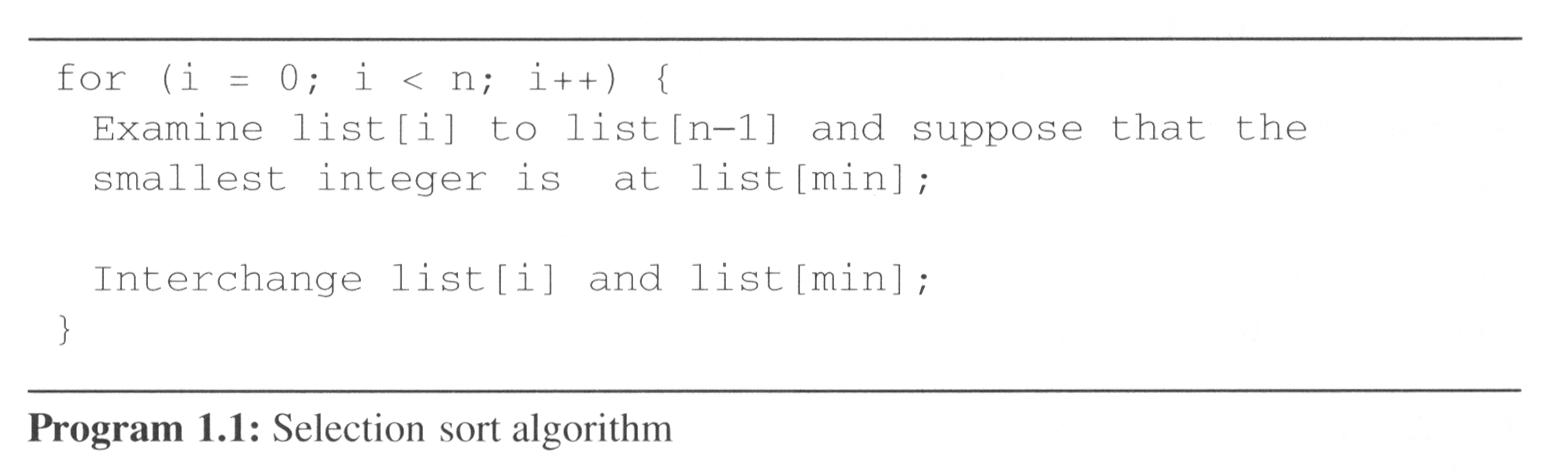 for (i = 0; i < n; i++) {
Examine list[i] to list[n–1] and suppose that the
smallest integer is  at list[min];
Interchange list[i] and list[min];
}
Program 1.1: Selection sort algorithm